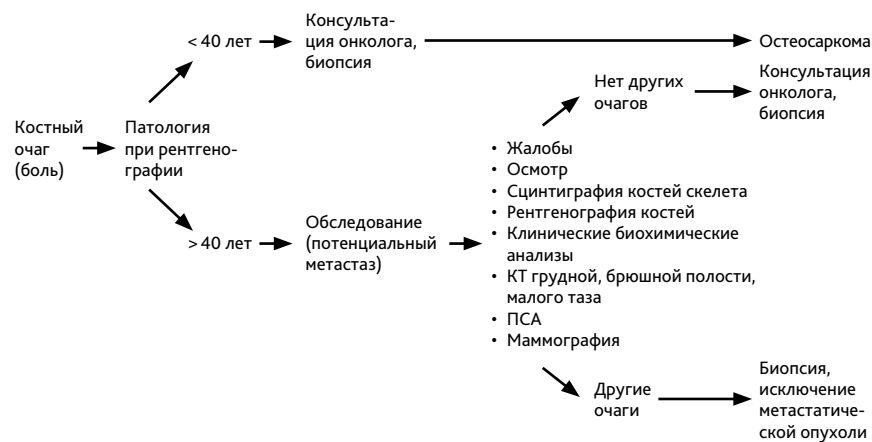 Костный
очаг
(боль)
Патология
при рентгено-
графии
< 40 лет
Консульта-
ция онколога,
биопсия
Остеосаркома
> 40 лет
Обследование
(потенциальный
метастаз)
• Жалобы
• Осмотр
• Сцинтиграфия костей скелета
• Рентгенография костей
• Клинические биохимические
анализы
• КТ грудной, брюшной полости,
малого таза
• ПСА
• Маммография
Нет других
очагов
Консультация
онколога,
биопсия
Другие
очаги
Биопсия,
исключение
метастатиче-
ской опухоли